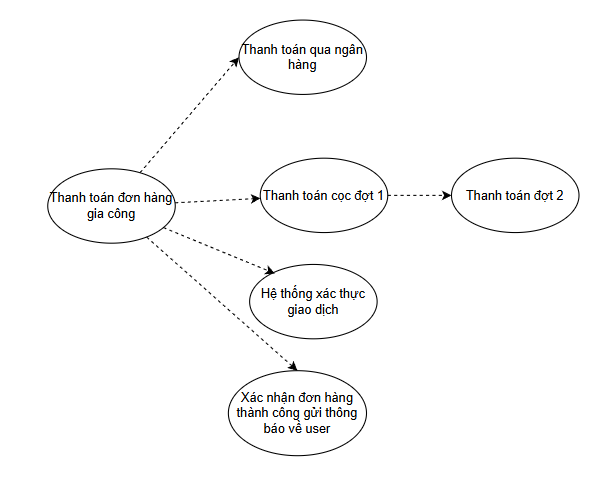 Thanh toán qua ngân
hàng
Thanh toán đơn hàng
gia công
Thanh toán cọc đợt 1
Thanh toán đợt 2
Hệ thống xác thực
giao dịch
Xác nhận đơn hàng
thành công gửi thông
báo về user